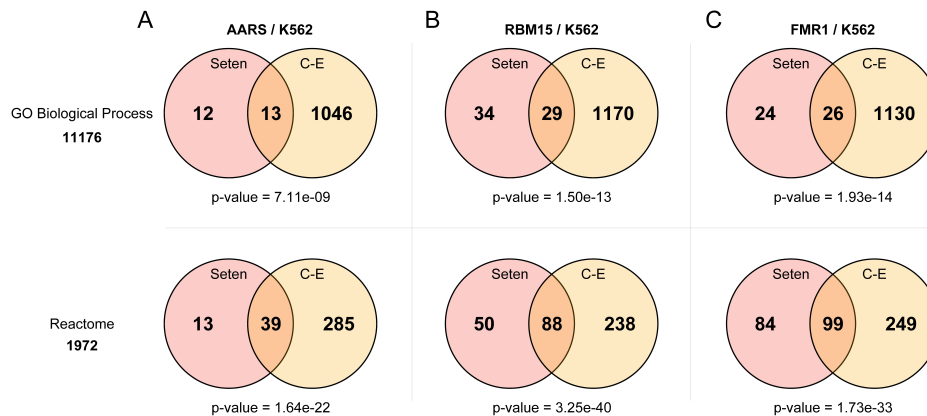 A
B
C
AARS / K562
RBM15 / K562
FMR1 / K562
Seten
C-E
Seten
C-E
Seten
C-E
GO Biological Process
11176
12
13
1046
34
29
1170
24
26
1130
p-value = 7.11e-09
p-value = 1.50e-13
p-value = 1.93e-14
Seten
C-E
Seten
C-E
Seten
C-E
Reactome
1972
13
39
285
50
88
238
84
99
249
p-value = 1.64e-22
p-value = 3.25e-40
p-value = 1.73e-33